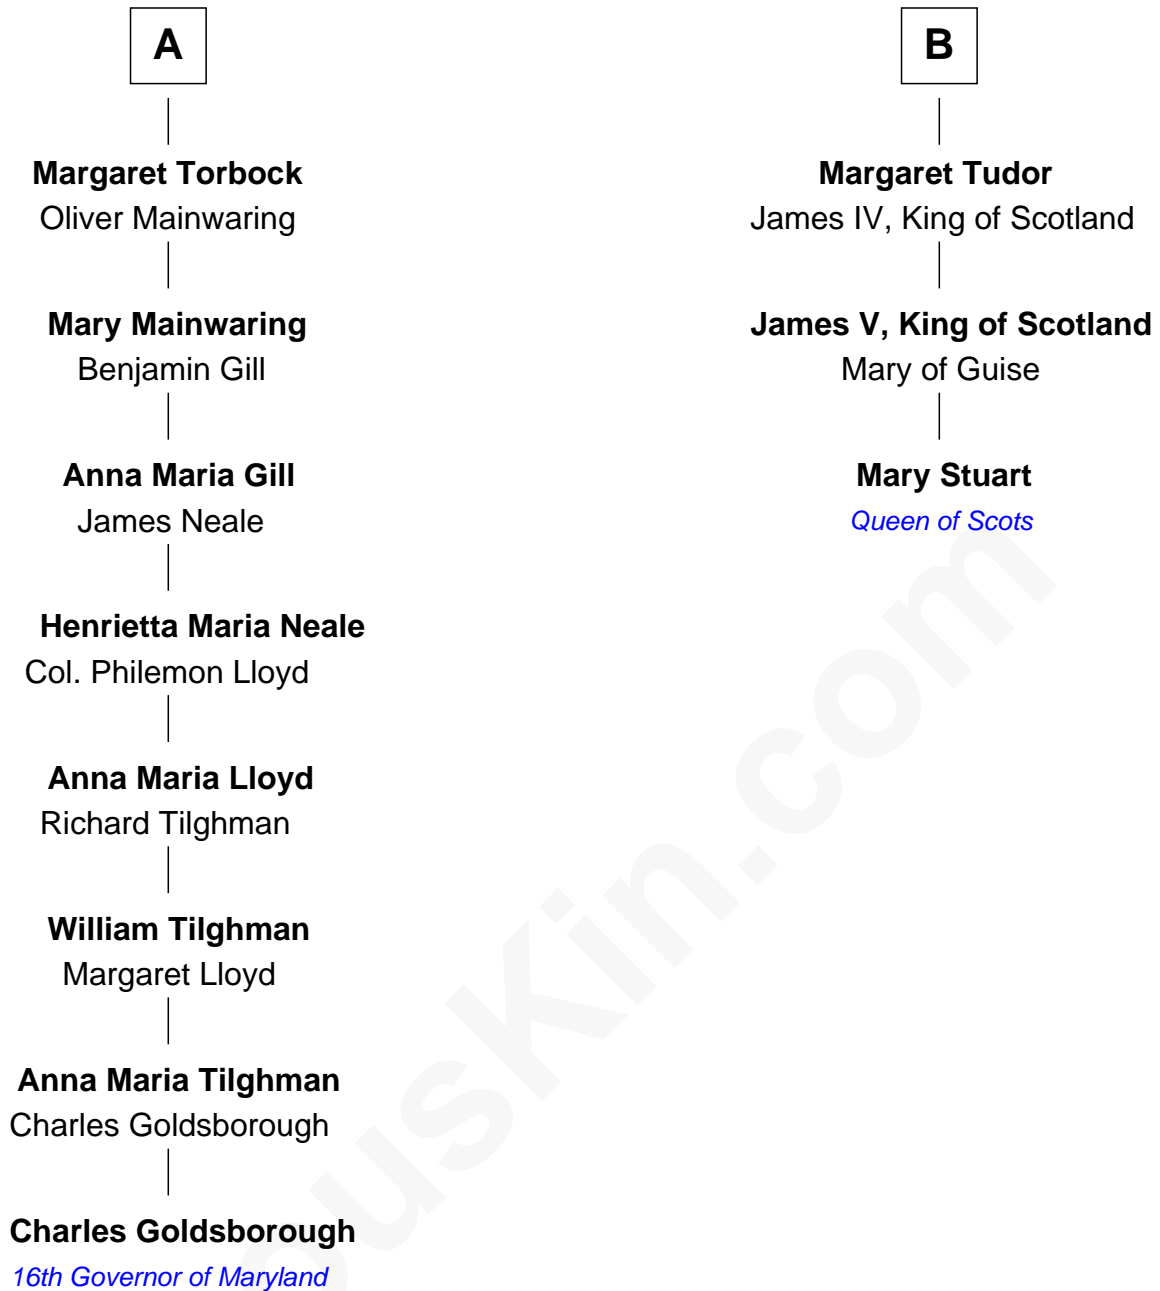 A
Margaret Torbock
Oliver Mainwaring
Mary Mainwaring
Benjamin Gill
Anna Maria Gill
James Neale
Henrietta Maria Neale
Col. Philemon Lloyd
Anna Maria Lloyd
Richard Tilghman
William Tilghman
Margaret Lloyd
Anna Maria Tilghman
Charles Goldsborough
Charles Goldsborough
16th Governor of Maryland
B
Margaret Tudor
James IV, King of Scotland
James V, King of Scotland
Mary of Guise
Mary Stuart
Queen of Scots
ousKin.com